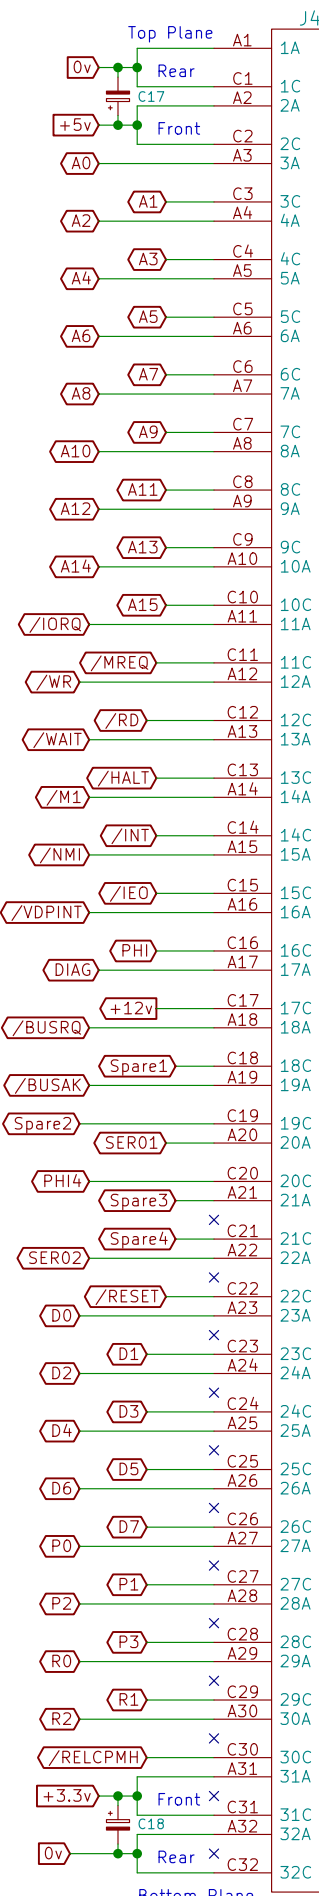 J4
Top Plane
A1 1A
0v
Rear
C17
C1 1C
A2 2A
+5v
Front
C2 2C
A0 A3 3A
A1 C3 3C
A2 A4 4A
A3 C4 4C
A4 A5 5A
A5 C5 5C
A6 A6 6A
A7 C6 6C
A8 A7 7A
A9 C7 7C
A10 A8 8A
A11 C8 8C
A12 A9 9A
A13 C9 9C
A14 A10 10A
A15 C10 10C
/IORQ A11 11A
/MREQ C11 11C
/WR A12 12A
/RD C12 12C
/WAIT A13 13A
/HALT C13 13C
/M1 A14 14A
/INT C14 14C
/NMI A15 15A
/IEO C15 15C
/VDPINT A16 16A
PHI C16 16C
DIAG A17 17A
+12v C17 17C
/BUSRQ A18 18A
Spare1 C18 18C
/BUSAK A19 19A
Spare2 C19 19C
SER01 A20 20A
PHI4 C20 20C
Spare3 A21 21A
Spare4 C21 21C
SER02 A22 22A
/RESET C22 22C
D0 A23 23A
D1 C23 23C
D2 A24 24A
D3 C24 24C
D4 A25 25A
D5 C25 25C
D6 A26 26A
D7 C26 26C
P0 A27 27A
P1 C27 27C
P2 A28 28A
P3 C28 28C
R0 A29 29A
R1 C29 29C
R2 A30 30A
/RELCPMH C30 30C
A31 31A
+3.3v
Front
C31 31C
C18
A32 32A
0v
Rear
C32 32C
Bottom Plane